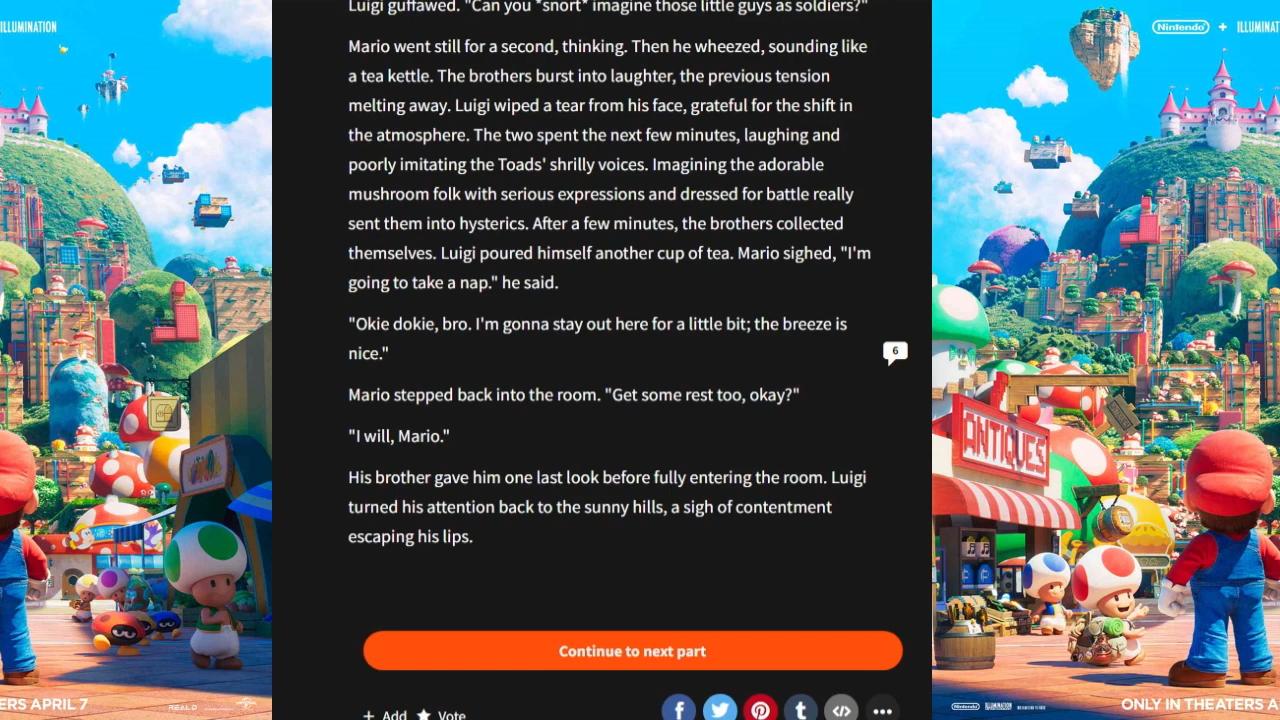 ILLUMINATION
Nintendo + ILLUMINAT
Luigi guffawed. "Can you *snort* imagine those little guys as soldiers?"
Mario went still for a second, thinking. Then he wheezed, sounding like
a tea kettle. The brothers burst into laughter, the previous tension
melting away. Luigi wiped a tear from his face, grateful for the shift in
the atmosphere. The two spent the next few minutes, laughing and
poorly imitating the Toads' shrilly voices. Imagining the adorable
mushroom folk with serious expressions and dressed for battle really
sent them into hysterics. After a few minutes, the brothers collected
themselves. Luigi poured himself another cup of tea. Mario sighed, "I'm
going to take a nap." he said.
"Okie dokie, bro. I'm gonna stay out here for a little bit; the breeze is
nice."
6
Mario stepped back into the room. "Get some rest too, okay?"
"I will, Mario."
His brother gave him one last look before fully entering the room. Luigi
turned his attention back to the sunny hills, a sigh of contentment
escaping his lips.
ANTIQUES
Continue to next part
+ Add Vote
ERS APRIL 7
REALD
Nintendo ILLUMINATION
ONLY IN THEATERS A